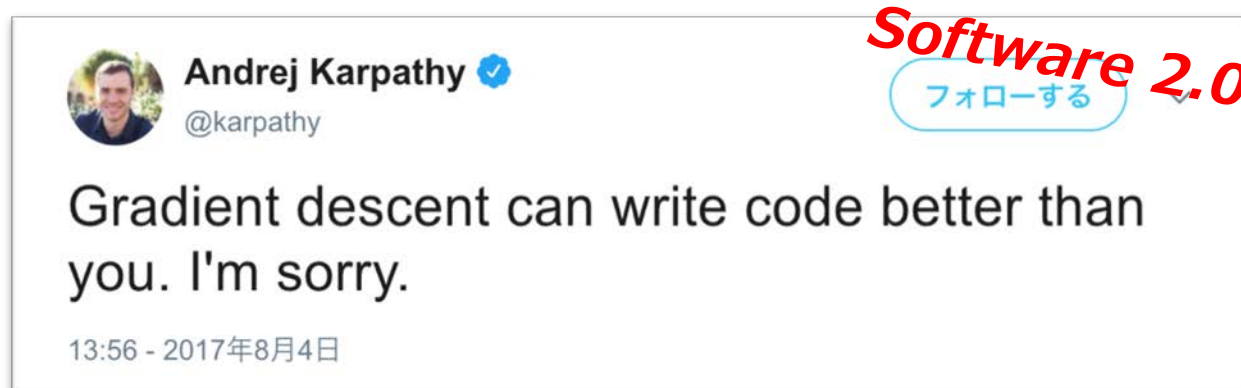 Software 2.0
Andrej Karpathy
フォローする
@karpathy
Gradient descent can write code better than
you. I'm sorry.
13:56 - 2017年8月4日